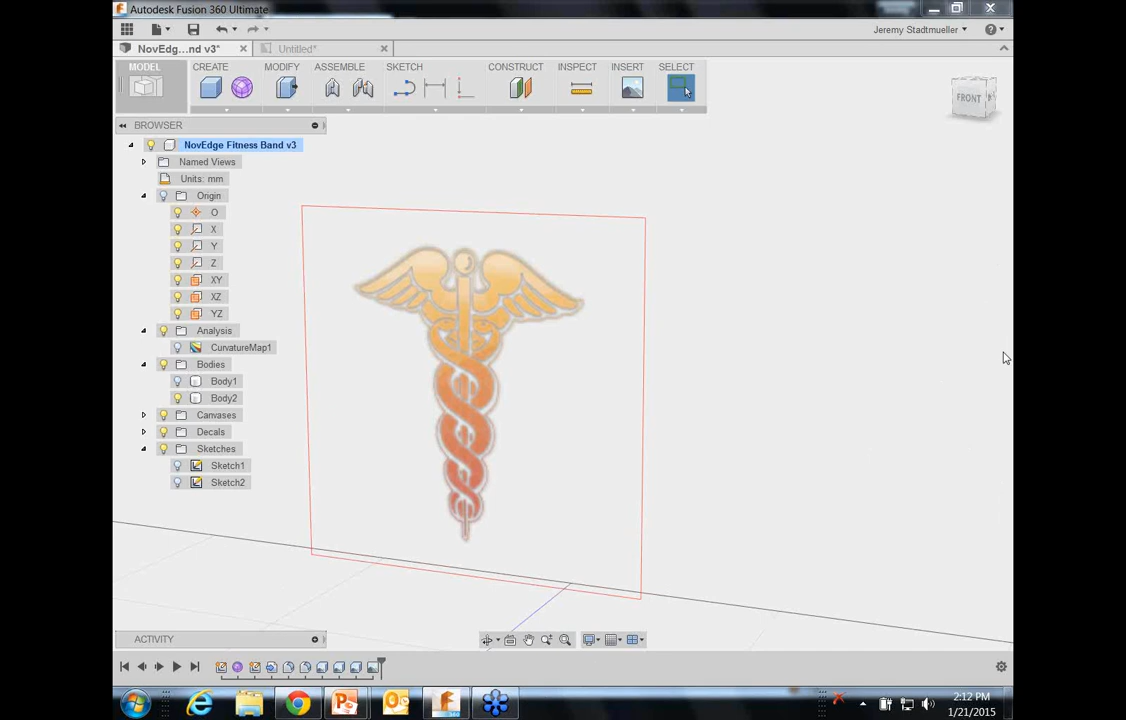 Autodesk Fusion 360 Ultimate
Jeremy Stadtmueller
NovEdg...nd v3*
Untitled*
MODEL
CREATE
MODIFY
ASSEMBLE
SKETCH
CONSTRUCT
INSPECT
INSERT
SELECT
FRONT
BROWSER
NovEdge Fitness Band v3
Named Views
Units: mm
Origin
O
X
Y
Z
XY
XZ
YZ
Analysis
CurvatureMap1
Bodies
Body1
Body2
Canvases
Decals
Sketches
Sketch1
Sketch2
ACTIVITY
2:12 PM
1/21/2015